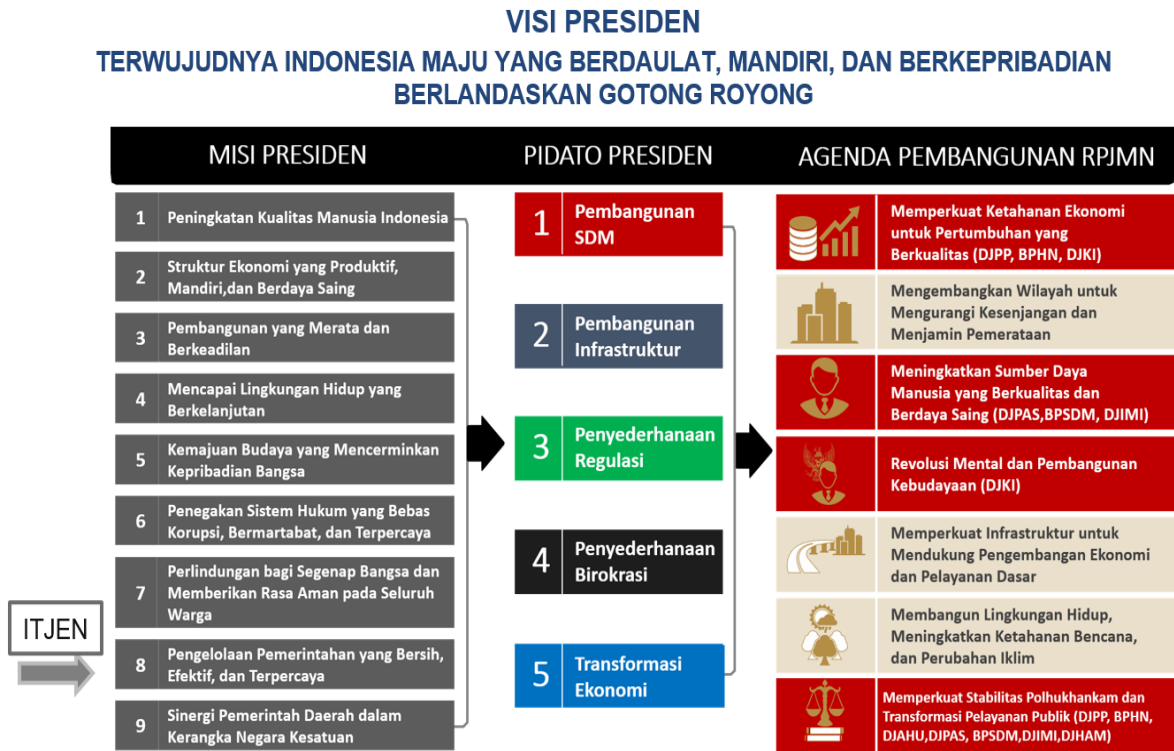 VISI PRESIDEN
TERWUJUDNYA INDONESIA MAJU YANG BERDAULAT, MANDIRI, DAN BERKEPRIBADIAN
BERLANDASKAN GOTONG ROYONG
MISI PRESIDEN
1
Peningkatan Kualitas Manusia Indonesia
2
Struktur Ekonomi yang Produktif,
Mandiri,dan Berdaya Saing
3
Pembangunan yang Merata dan
Berkeadilan
4
Mencapai Lingkungan Hidup yang
Berkelanjutan
5
Kemajuan Budaya yang Mencerminkan
Kepribadian Bangsa
6
Penegakan Sistem Hukum yang Bebas
Korupsi, Bermartabat, dan Terpercaya
7
Perlindungan bagi Segenap Bangsa dan
Memberikan Rasa Aman pada Seluruh
Warga
ITJEN
8
Pengelolaan Pemerintahan yang Bersih,
Efektif, dan Terpercaya
9
Sinergi Pemerintah Daerah dalam
Kerangka Negara Kesatuan
PIDATO PRESIDEN
1
Pembangunan
SDM
2
Pembangunan
Infrastruktur
3
Penyederhanaan
Regulasi
4
Penyederhanaan
Birokrasi
5
Transformasi
Ekonomi
AGENDA PEMBANGUNAN RPJMN
Memperkuat Ketahanan Ekonomi
untuk Pertumbuhan yang
Berkualitas (DJPP, BPHN, DJKI)
Mengembangkan Wilayah untuk
Mengurangi Kesenjangan dan
Menjamin Pemerataan
Meningkatkan Sumber Daya
Manusia yang Berkualitas dan
Berdaya Saing (DJPAS,BPSDM, DJIMI)
Revolusi Mental dan Pembangunan
Kebudayaan (DJKI)
Memperkuat Infrastruktur untuk
Mendukung Pengembangan Ekonomi
dan Pelayanan Dasar
Membangun Lingkungan Hidup,
Meningkatkan Ketahanan Bencana,
dan Perubahan Iklim
Memperkuat Stabilitas Polhukhankam dan
Transformasi Pelayanan Publik (DJPP, BPHN,
DJAHU,DJPAS, BPSDM,DJIMI,DJHAM)